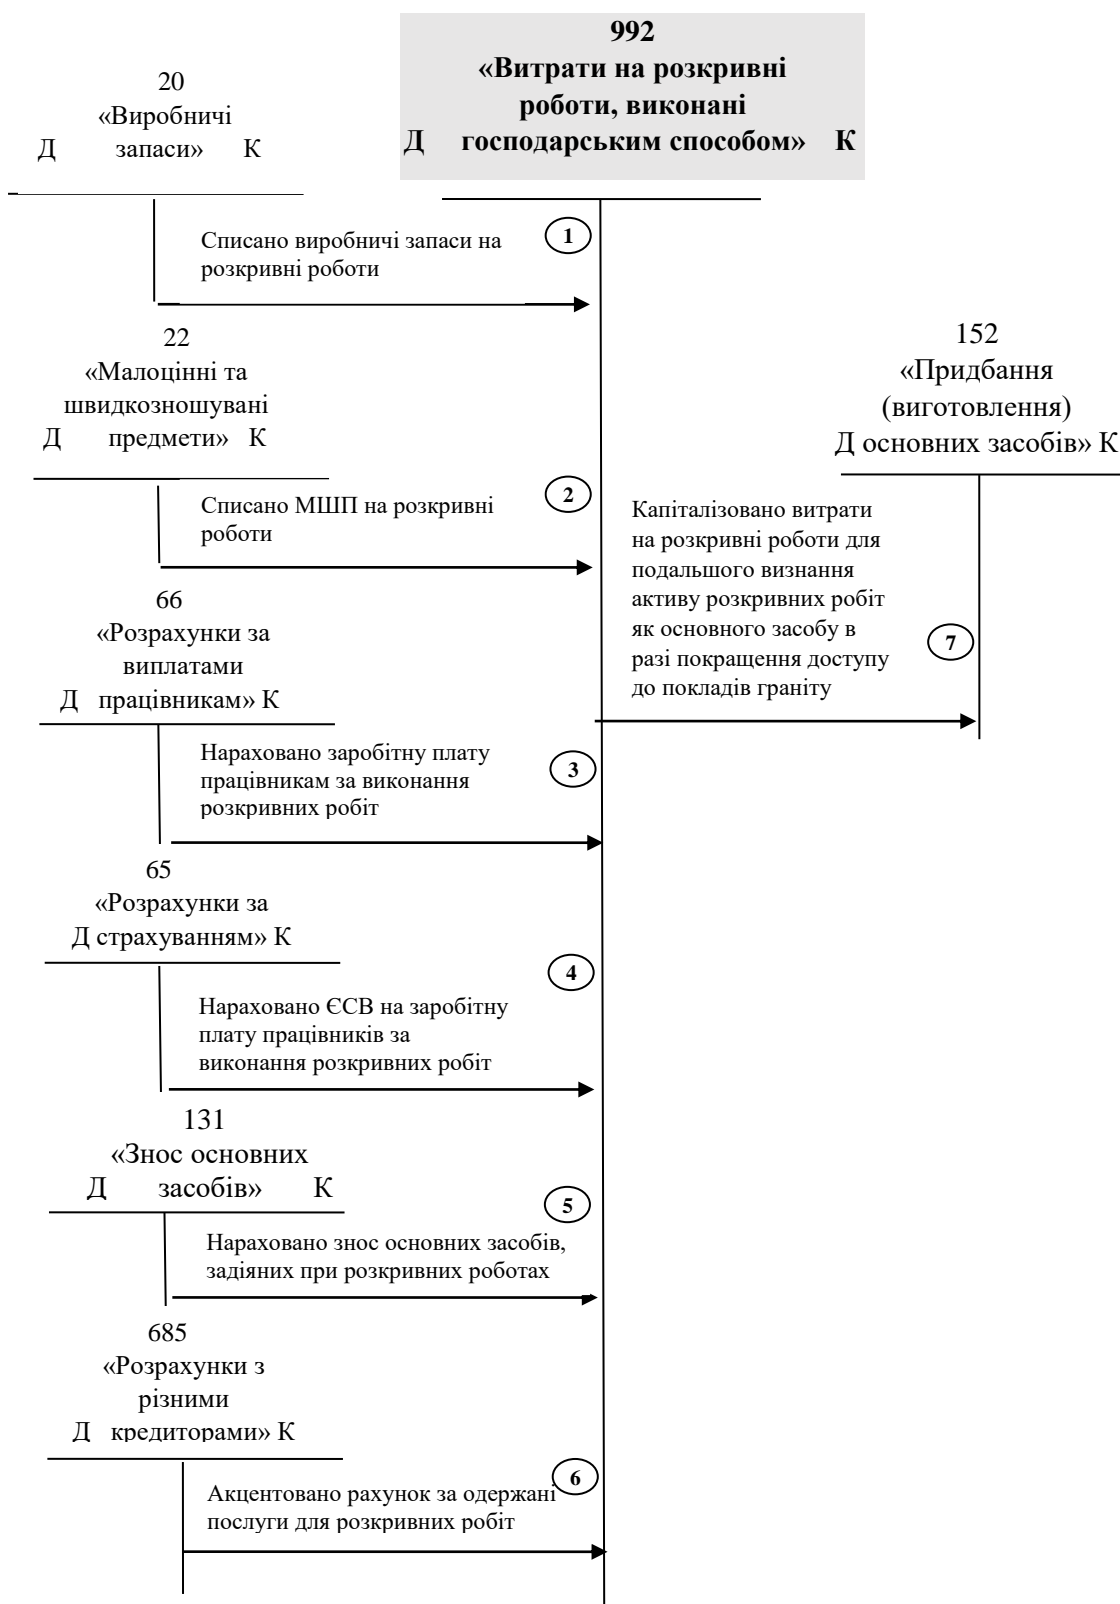 992
«Витрати на розкривні
роботи, виконані
Д господарським способом» К
20
«Виробничі
Д запаси» К
1
Списано виробничі запаси на
розкривні роботи
22
«Малоцінні та
швидкозношувані
Д предмети» К
152
«Придбання
(виготовлення)
Д основних засобів» К
2
Списано МШП на розкривні
роботи
Капіталізовано витрати
на розкривні роботи для
подальшого визнання
активу розкривних робіт
як основного засобу в
разі покращення доступу
до покладів граніту
7
66
«Розрахунки за
виплатами
Д працівникам» К
3
Нараховано заробітну плату
працівникам за виконання
розкривних робіт
65
«Розрахунки за
Д страхуванням» К
4
Нараховано ЄСВ на заробітну
плату працівників за
виконання розкривних робіт
131
«Знос основних
Д засобів» К
5
Нараховано знос основних засобів,
задіяних при розкривних роботах
685
«Розрахунки з
різними
Д кредиторами» К
6
Акцентовано рахунок за одержані
послуги для розкривних робіт